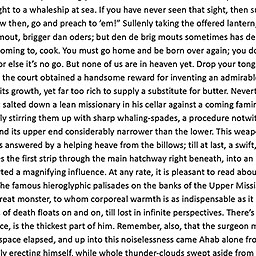 ght to a whaleship at sea. If you have never seen that sight, then su
w then, go and preach to 'em!" Sullenly taking the offered lantern,
mout, brigger dan oders; but den de brig mouts sometimes has de
oming to, cook. You must go home and be born over again; you do
or else it's no go. But none of us are in heaven yet. Drop your tong
the court obtained a handsome reward for inventing an admirabl
its growth, yet far too rich to supply a substitute for butter. Nevert
salted down a lean missionary in his cellar against a coming famin
ly stirring them up with sharp whaling-spades, a procedure notwit
nd its upper end considerably narrower than the lower. This weap
s answered by a helping heave from the billows; till at last, a swift,
es the first strip through the main hatchway right beneath, into an
rted a magnifying influence. At any rate, it is pleasant to read about
he famous hieroglyphic palisades on the banks of the Upper Missi
reat monster, to whom corporeal warmth is as indispensable as it
of death floats on and on, till lost in infinite perspectives. There's
ce, is the thickest part of him. Remember, also, that the surgeon m
space elapsed, and up into this noiselessness came Ahab alone fro
ly erecting himself, while whole thunder-clouds swept aside from